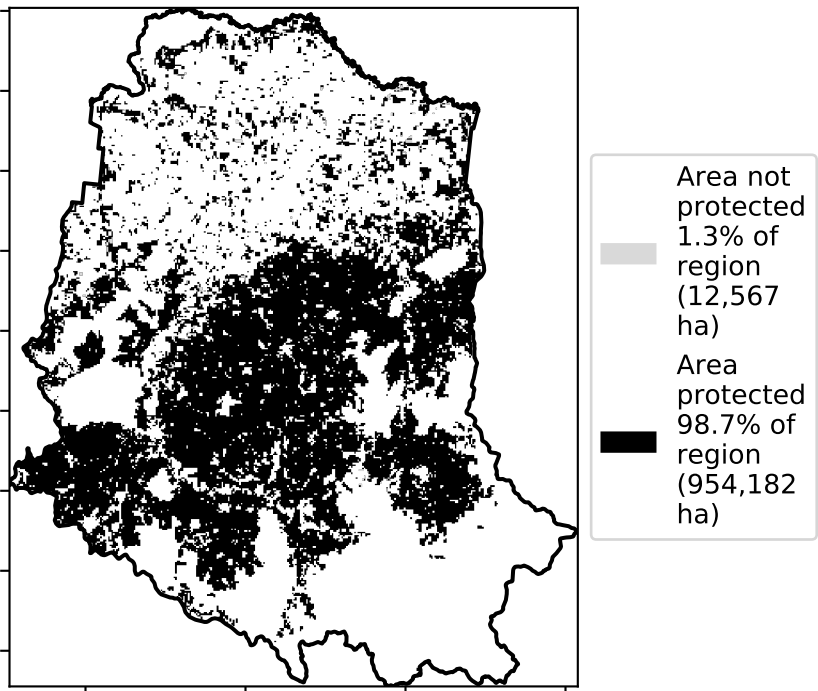 Area not
protected
1.3% of
region
(12,567
ha)
Area
protected
98.7% of
region
(954,182
ha)